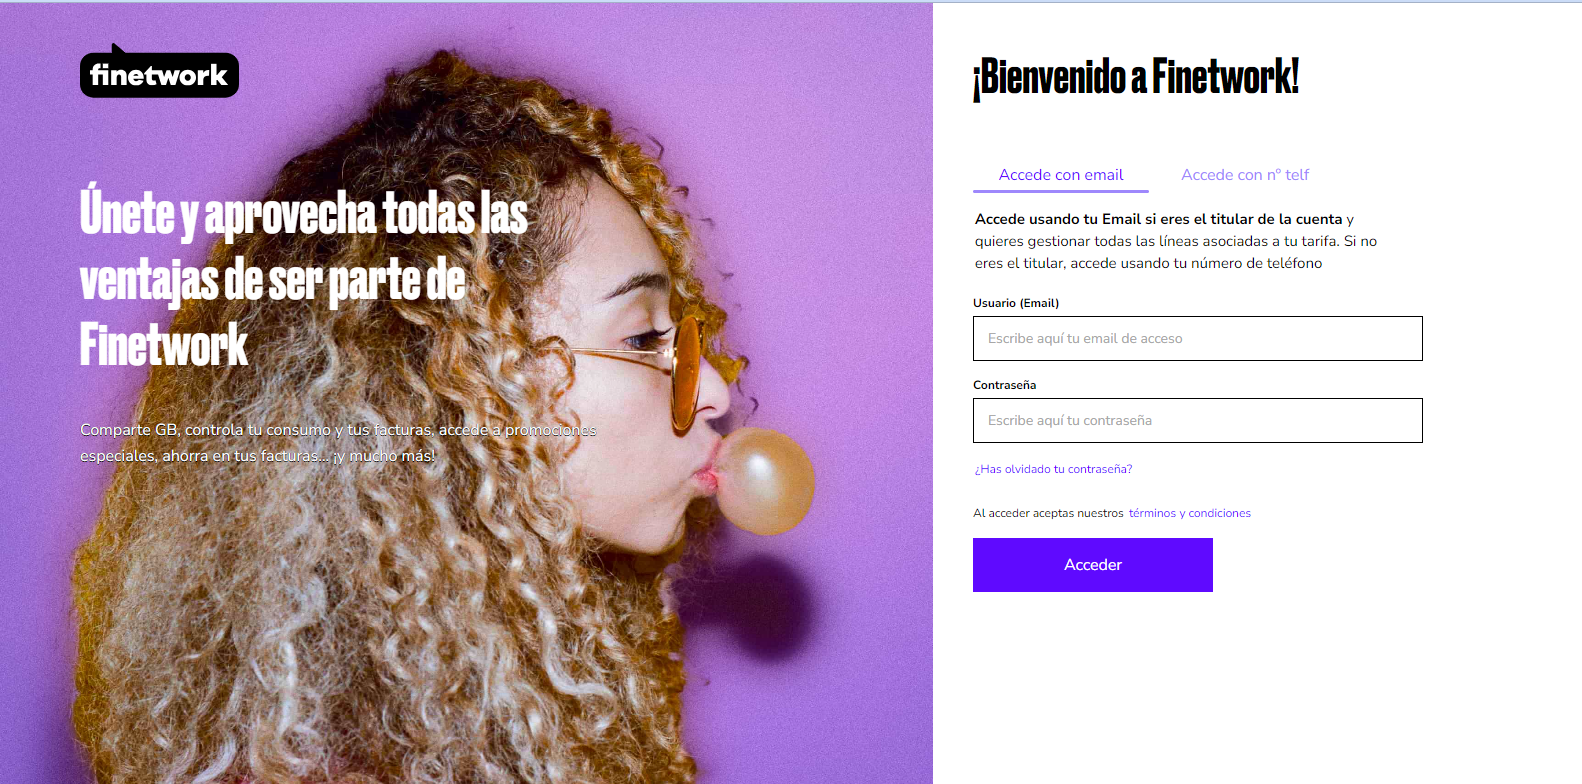 finetwork
Únete y aprovecha todas las
ventajas de ser parte de
Finetwork
Comparte GB, controla tu consumo y tus facturas, accede a promociones
especiales, ahorra en tus facturas... ¡y mucho más!
¡Bienvenido a Finetwork!
Accede con email
Accede con nº telf
Accede usando tu Email si eres el titular de la cuenta y
quieres gestionar todas las líneas asociadas a tu tarifa. Si no
eres el titular, accede usando tu número de teléfono
Usuario (Email)
Escribe aquí tu email de acceso
Contraseña
Escribe aquí tu contraseña
¿Has olvidado tu contraseña?
Al acceder aceptas nuestros términos y condiciones
Acceder